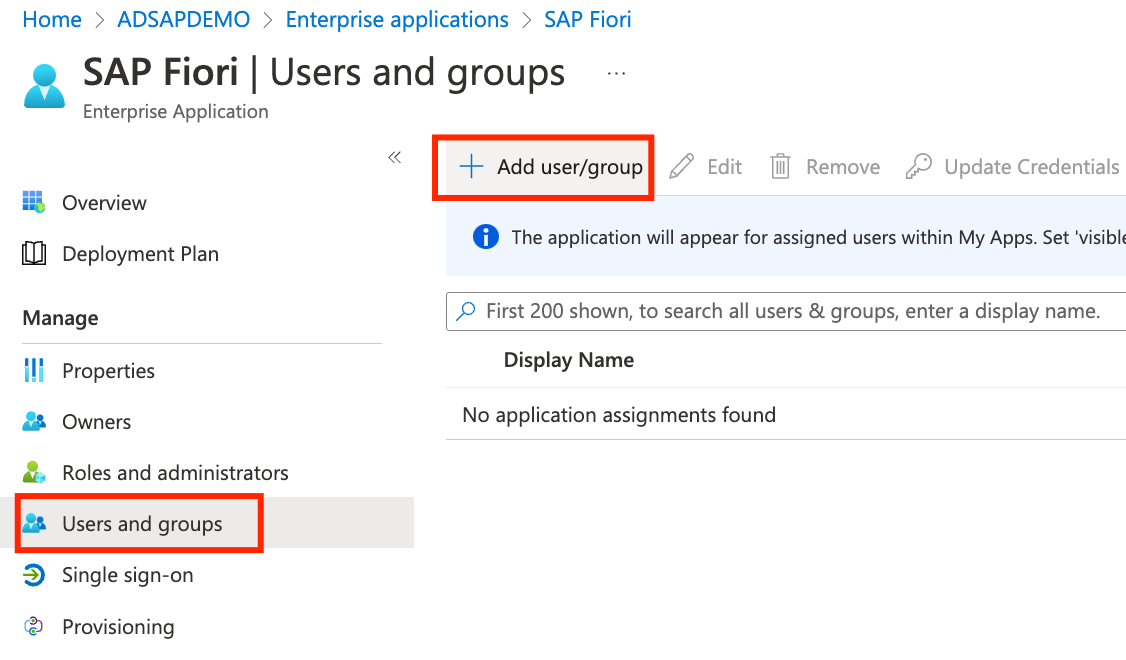 Home > ADSAPDEMO > Enterprise applications > SAP Fiori
SAP Fiori | Users and groups ...
Enterprise Application
«
+ Add user/group Edit Remove Update Credentials
Overview
The application will appear for assigned users within My Apps. Set 'visible
Deployment Plan
First 200 shown, to search all users & groups, enter a display name.
Manage
Display Name
Properties
No application assignments found
Owners
Roles and administrators
Users and groups
Single sign-on
Provisioning